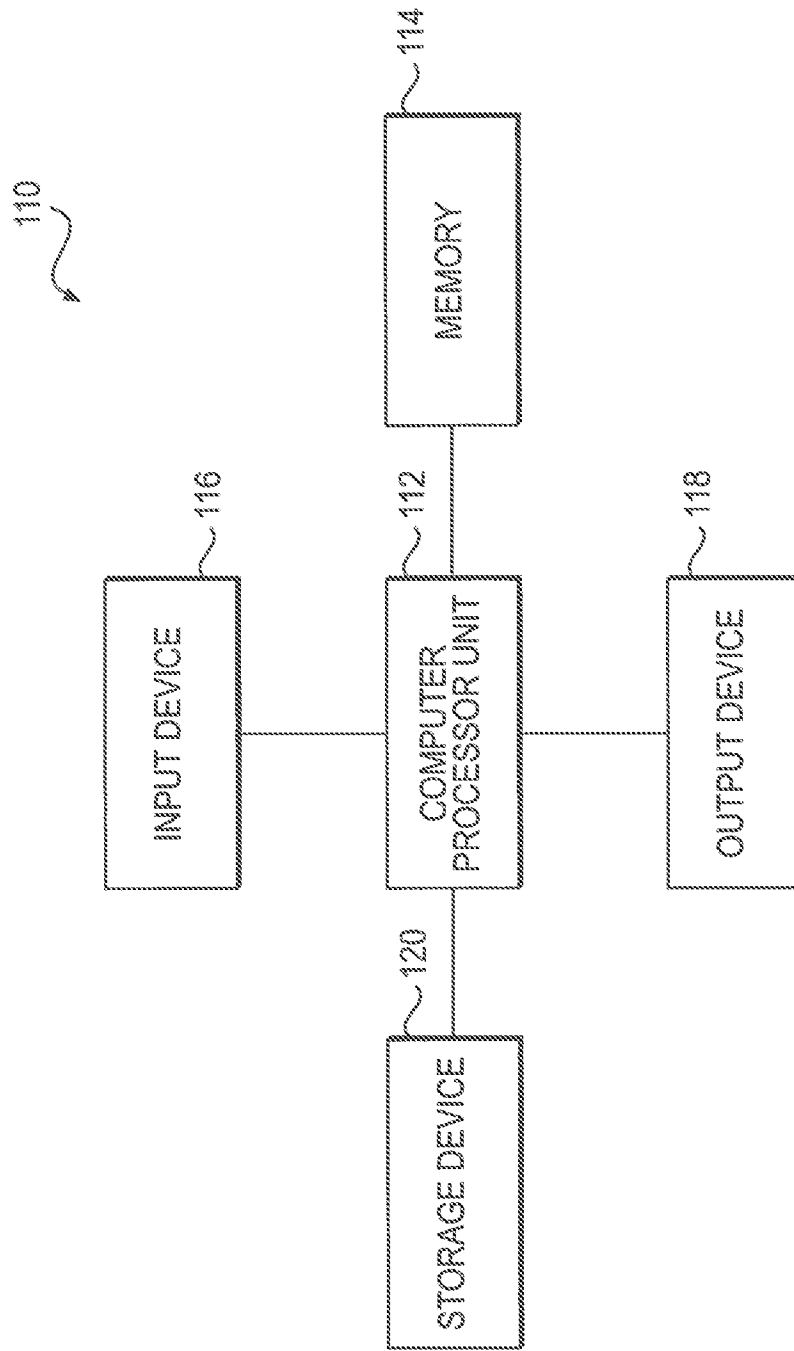 110
INPUT DEVICE
116
STORAGE DEVICE
120
COMPUTER
PROCESSOR UNIT
112
MEMORY
114
OUTPUT DEVICE
118